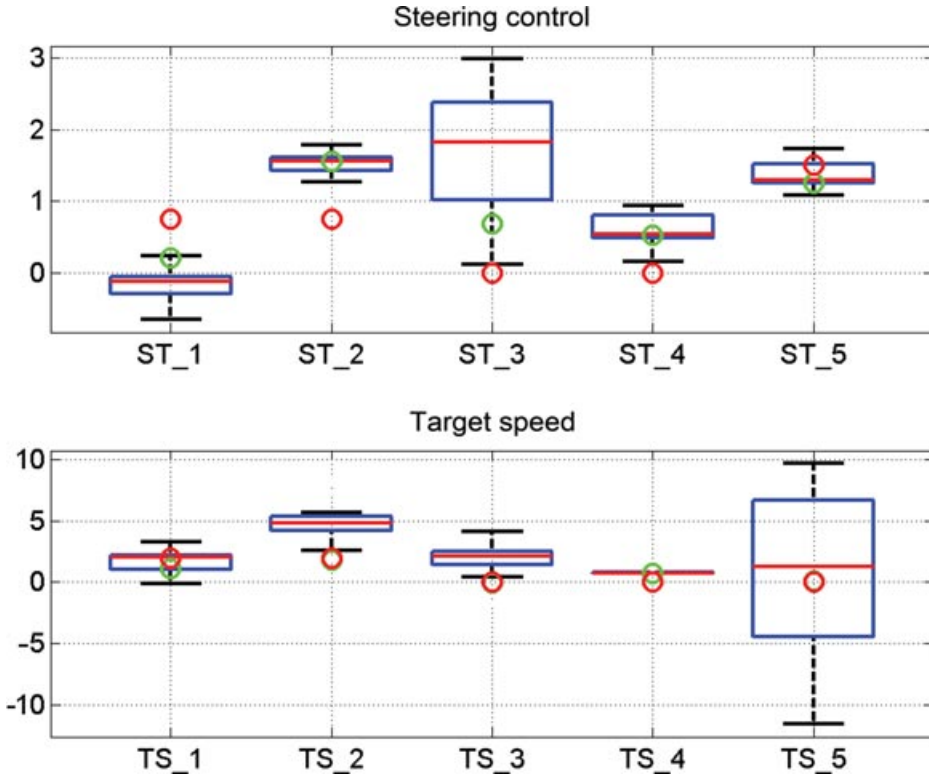 Steering control
3
2
1
0
ST_1 ST_2 ST_3 ST_4 ST_5
Target speed
10
5
0
-5
-10
TS_1 TS_2 TS_3 TS_4 TS_5